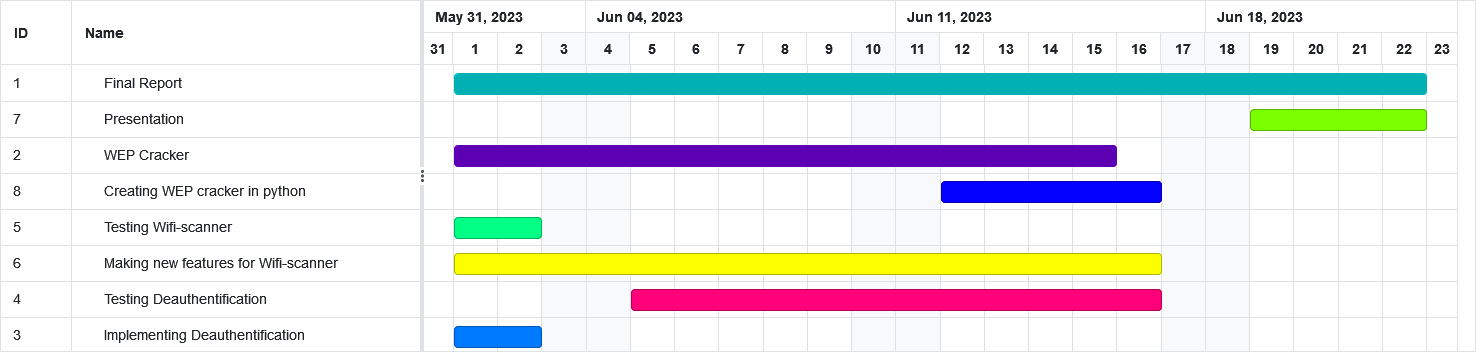 ID Name May 31, 2023 Jun 04, 2023 Jun 11, 2023 Jun 18, 2023
31 1 2 3 4 5 6 7 8 9 10 11 12 13 14 15 16 17 18 19 20 21 22 23
1 Final Report
7 Presentation
2 WEP Cracker
8 Creating WEP cracker in python
5 Testing Wifi-scanner
6 Making new features for Wifi-scanner
4 Testing Deauthentification
3 Implementing Deauthentification